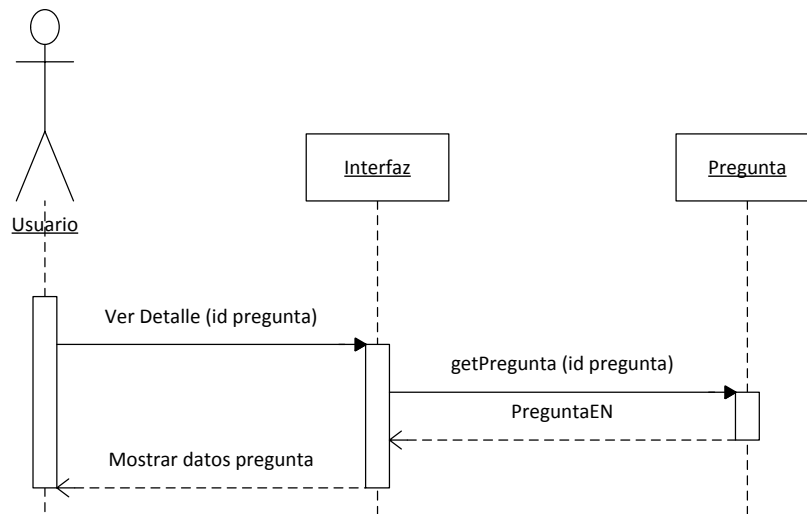 Interfaz
Pregunta
Usuario
Ver Detalle (id pregunta)
getPregunta (id pregunta)
PreguntaEN
Mostrar datos pregunta